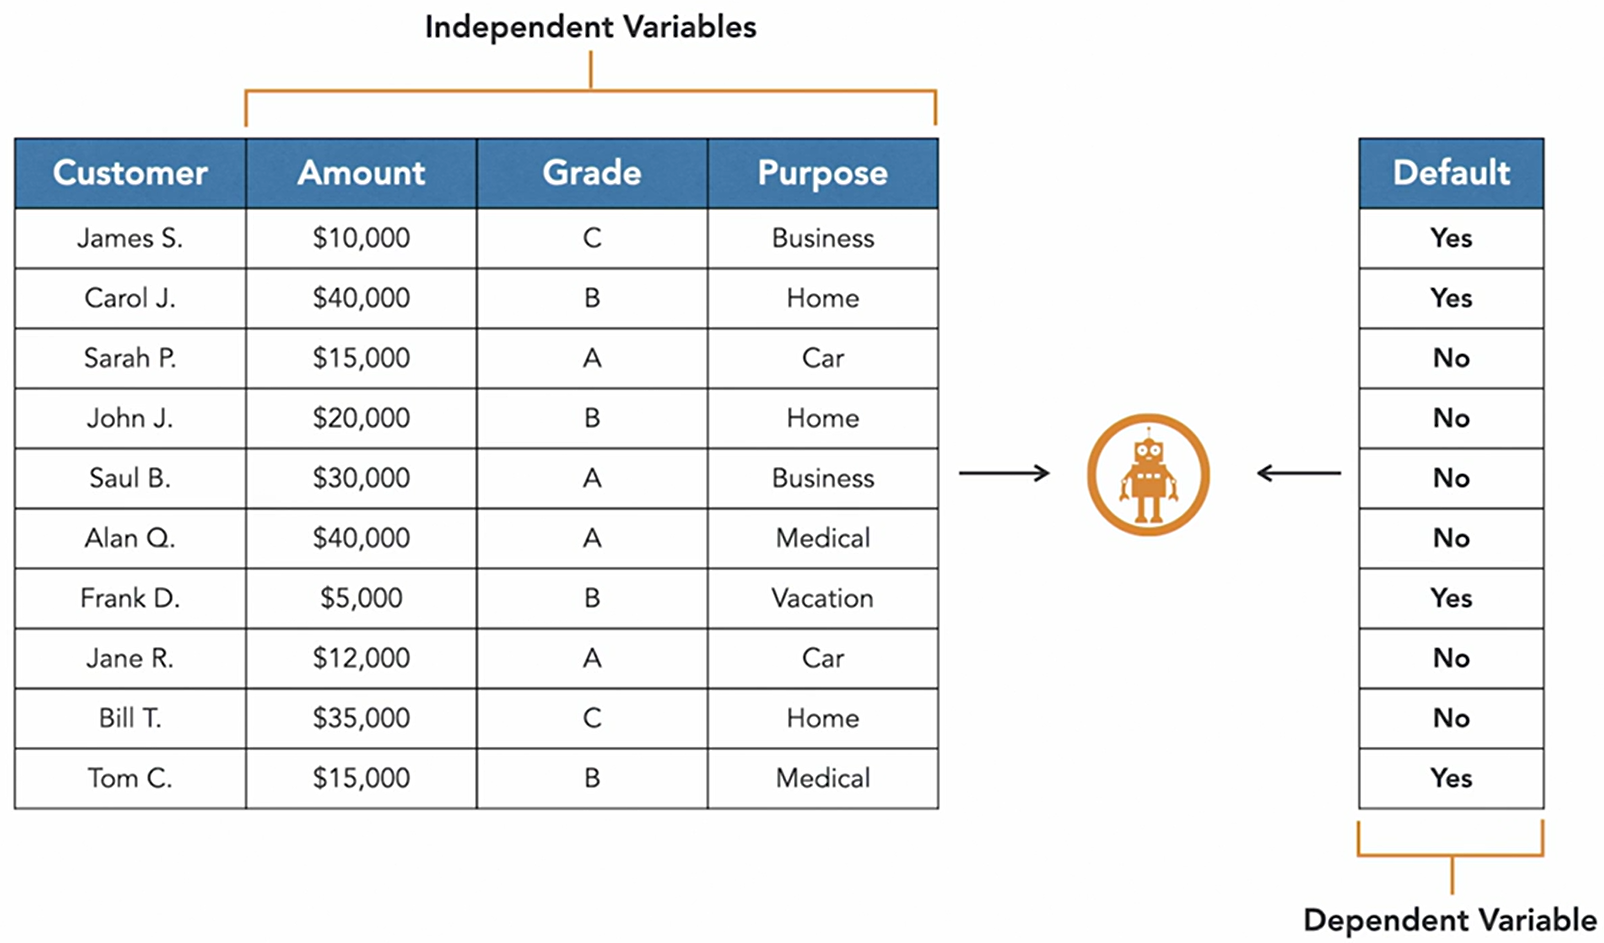 Independent Variables
Customer Amount Grade Purpose Default
James S. $10,000 C Business Yes
Carol J. $40,000 B Home Yes
Sarah P. $15,000 A Car No
John J. $20,000 B Home No
Saul B. $30,000 A Business No
Alan Q. $40,000 A Medical No
Frank D. $5,000 B Vacation Yes
Jane R. $12,000 A Car No
Bill T. $35,000 C Home No
Tom C. $15,000 B Medical Yes
Dependent Variable